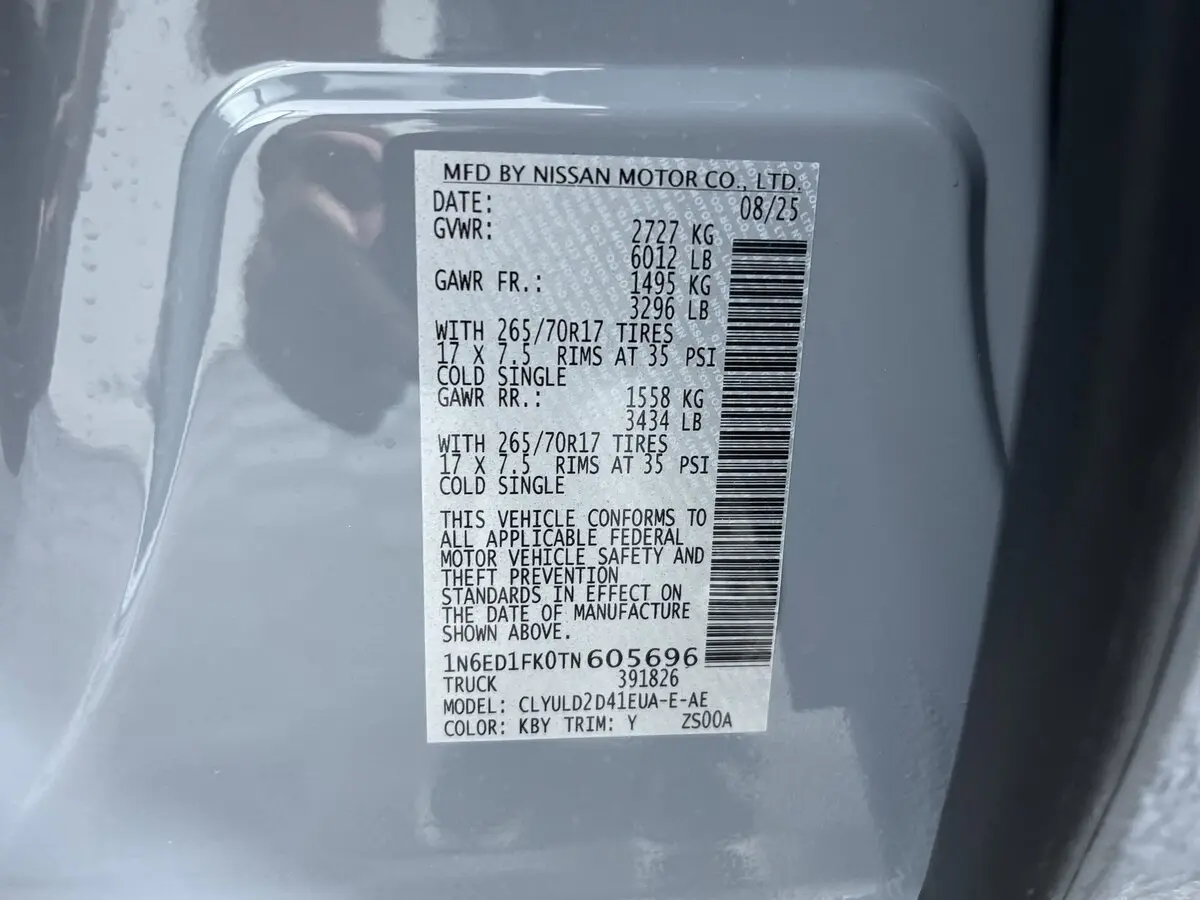 MFD BY NISSAN MOTOR CO., LTD.
DATE: 08/25
GVWR: 2727 KG
6012 LB
GAWR FR.: 1495 KG
3296 LB
WITH 265/70R17 TIRES
17 X 7.5 RIMS AT 35 PSI
COLD SINGLE
GAWR RR.: 1558 KG
3434 LB
WITH 265/70R17 TIRES
17 X 7.5 RIMS AT 35 PSI
COLD SINGLE
THIS VEHICLE CONFORMS TO
ALL APPLICABLE FEDERAL
MOTOR VEHICLE SAFETY AND
THEFT PREVENTION
STANDARDS IN EFFECT ON
THE DATE OF MANUFACTURE
SHOWN ABOVE.
1N6ED1FK0TN605696
TRUCK 391826
MODEL: CLYULD2D41EUA-E-AE
COLOR: KBY TRIM: Y ZS00A